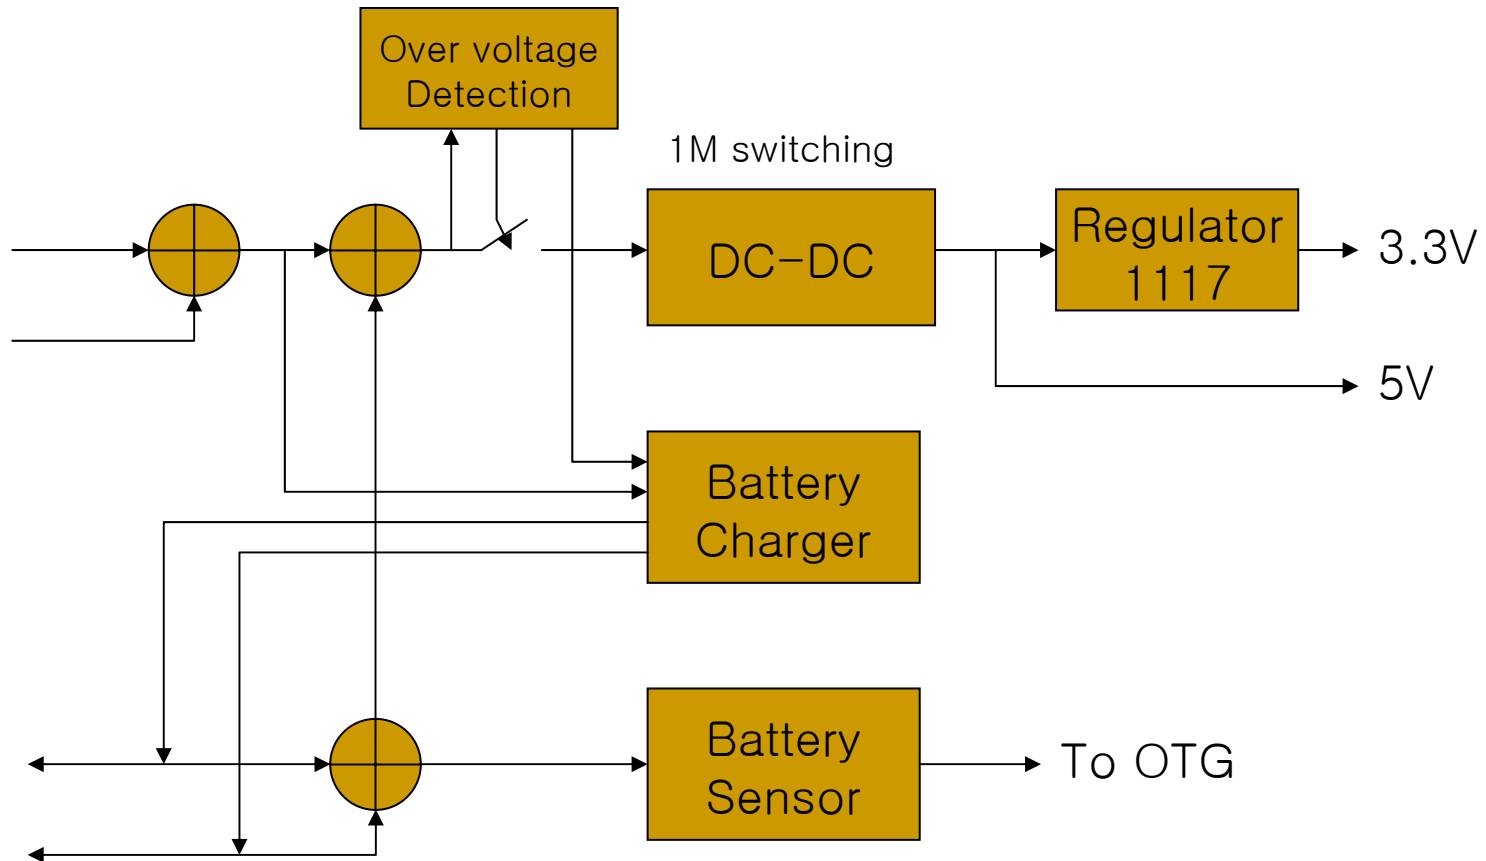 Over voltage
Detection
1M switching
DC-DC
Regulator
1117
3.3V
5V
Battery
Charger
Battery
Sensor
To OTG